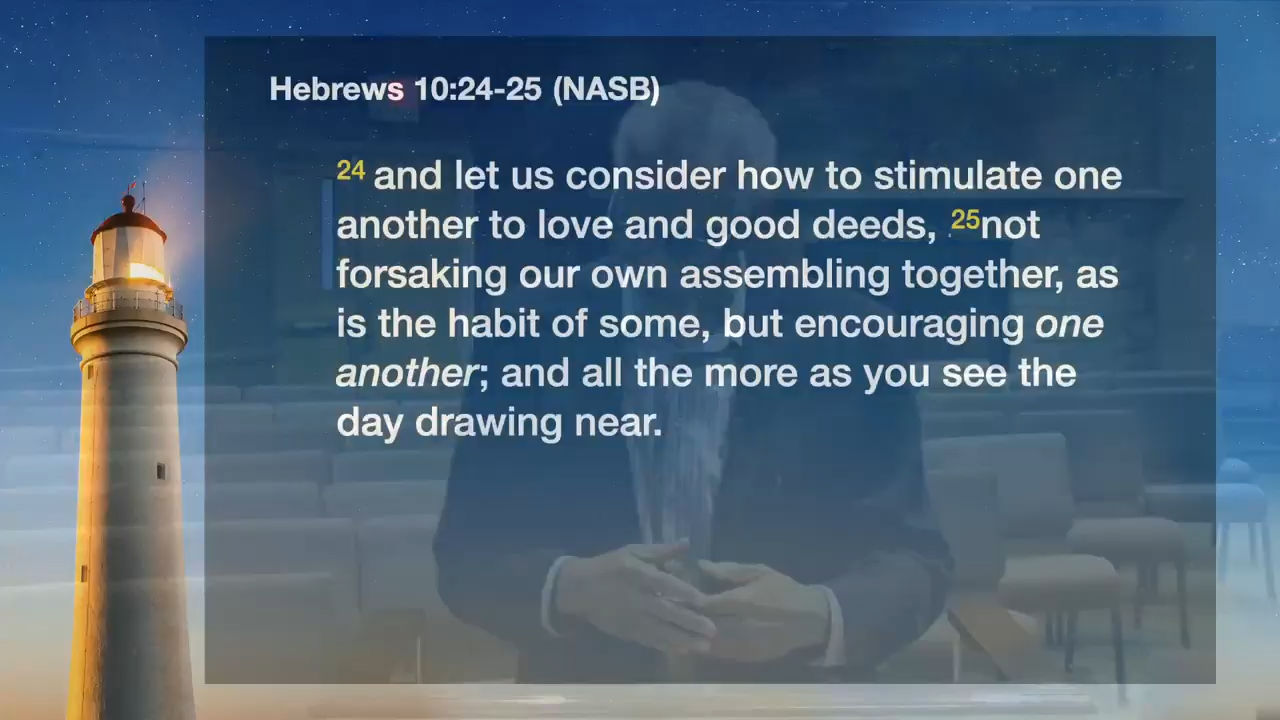 Hebrews 10:24-25 (NASB)
24 and let us consider how to stimulate one
another to love and good deeds, 25not
forsaking our own assembling together, as
is the habit of some, but encouraging one
another; and all the more as you see the
day drawing near.